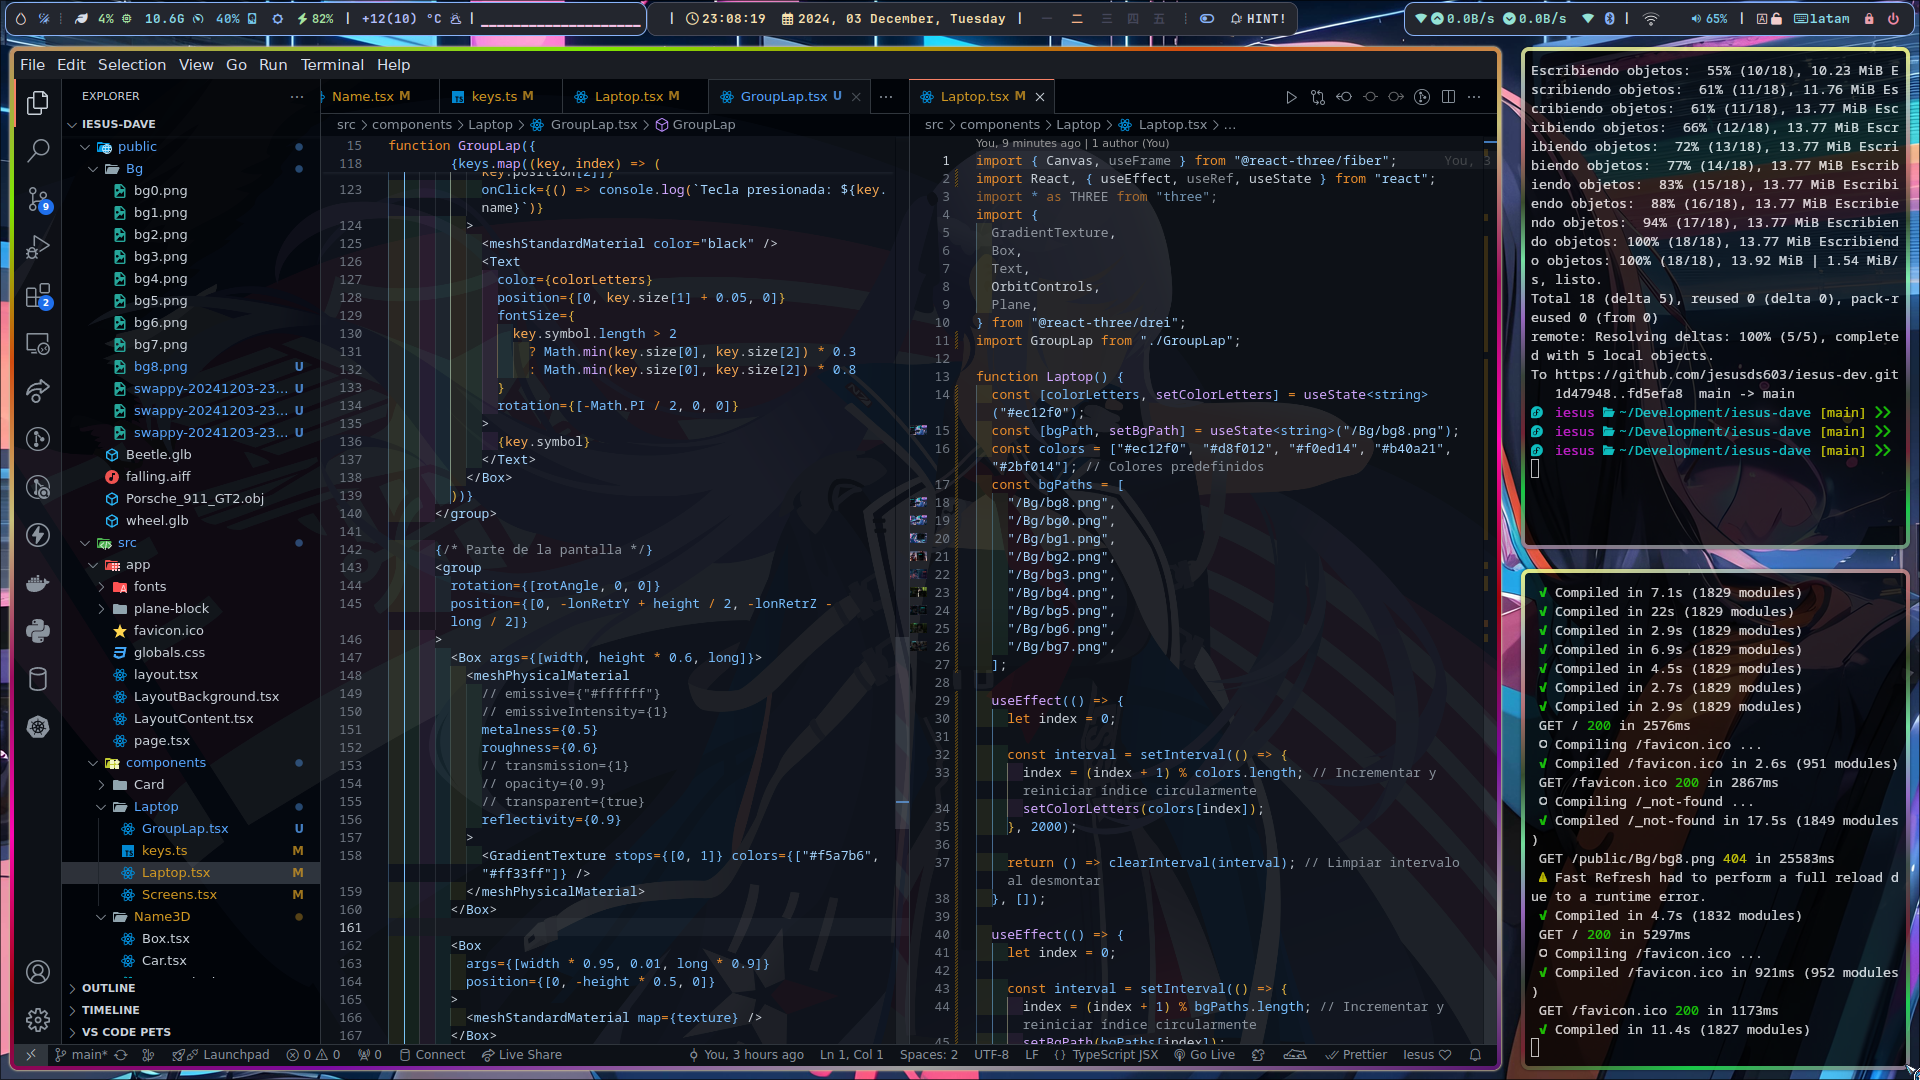 4% 10.6G 40% 82% | +12(10) °C
| 23:08:19 2024, 03 December, Tuesday | 一 二 三 四 五 HINT!
0.0B/s 0.0B/s | 65% | latam
File Edit Selection View Go Run Terminal Help
EXPLORER
IESUS-DAVE
public
Bg
bg0.png
bg1.png
bg2.png
bg3.png
bg4.png
bg5.png
bg6.png
bg7.png
bg8.png U
swappy-20241203-23... U
swappy-20241203-23... U
swappy-20241203-23... U
Beetle.glb
falling.aiff
Porsche_911_GT2.obj
wheel.glb
src
app
fonts
plane-block
favicon.ico
globals.css
layout.tsx
LayoutBackground.tsx
LayoutContent.tsx
page.tsx
components
Card
Laptop
GroupLap.tsx U
keys.ts M
Laptop.tsx M
Screens.tsx M
Name3D
Box.tsx
Car.tsx
OUTLINE
TIMELINE
VS CODE PETS
9
2
Name.tsx M keys.ts M Laptop.tsx M GroupLap.tsx U
src > components > Laptop > GroupLap.tsx > GroupLap
15 function GroupLap({
118 {keys.map((key, index) => (
key.position[2]]}
123 onClick={() => console.log(`Tecla presionada: ${key.
name}`)}
124 >
125 <meshStandardMaterial color="black" />
126 <Text
127 color={colorLetters}
128 position={[0, key.size[1] + 0.05, 0]}
129 fontSize={
130 key.symbol.length > 2
131 ? Math.min(key.size[0], key.size[2]) * 0.3
132 : Math.min(key.size[0], key.size[2]) * 0.8
133 }
134 rotation={[-Math.PI / 2, 0, 0]}
135 >
136 {key.symbol}
137 </Text>
138 </Box>
139 ))}
140 </group>
141
142 {/* Parte de la pantalla */}
143 <group
144 rotation={[rotAngle, 0, 0]}
145 position={[0, -lonRetrY + height / 2, -lonRetrZ -
long / 2]}
146 >
147 <Box args={[width, height * 0.6, long]}>
148 <meshPhysicalMaterial
149 // emissive={"#ffffff"}
150 // emissiveIntensity={1}
151 metalness={0.5}
152 roughness={0.6}
153 // transmission={1}
154 // opacity={0.9}
155 // transparent={true}
156 reflectivity={0.9}
157 >
158 <GradientTexture stops={[0, 1]} colors={["#f5a7b6",
"#ff33ff"]} />
159 </meshPhysicalMaterial>
160 </Box>
161
162 <Box
163 args={[width * 0.95, 0.01, long * 0.9]}
164 position={[0, -height * 0.5, 0]}
165 >
166 <meshStandardMaterial map={texture} />
167 </Box>
Laptop.tsx M
src > components > Laptop > Laptop.tsx > ...
You, 9 minutes ago | 1 author (You)
1 import { Canvas, useFrame } from "@react-three/fiber"; You, 3
2 import React, { useEffect, useRef, useState } from "react";
3 import * as THREE from "three";
4 import {
5 GradientTexture,
6 Box,
7 Text,
8 OrbitControls,
9 Plane,
10 } from "@react-three/drei";
11 import GroupLap from "./GroupLap";
12
13 function Laptop() {
14 const [colorLetters, setColorLetters] = useState<string>
("#ec12f0");
15 const [bgPath, setBgPath] = useState<string>("/Bg/bg8.png");
16 const colors = ["#ec12f0", "#d8f012", "#f0ed14", "#b40a21",
"#2bf014"]; // Colores predefinidos
17 const bgPaths = [
18 "/Bg/bg8.png",
19 "/Bg/bg0.png",
20 "/Bg/bg1.png",
21 "/Bg/bg2.png",
22 "/Bg/bg3.png",
23 "/Bg/bg4.png",
24 "/Bg/bg5.png",
25 "/Bg/bg6.png",
26 "/Bg/bg7.png",
27 ];
28
29 useEffect(() => {
30 let index = 0;
31
32 const interval = setInterval(() => {
33 index = (index + 1) % colors.length; // Incrementar y
reiniciar índice circularmente
34 setColorLetters(colors[index]);
35 }, 2000);
36
37 return () => clearInterval(interval); // Limpiar intervalo
al desmontar
38 }, []);
39
40 useEffect(() => {
41 let index = 0;
42
43 const interval = setInterval(() => {
44 index = (index + 1) % bgPaths.length; // Incrementar y
reiniciar índice circularmente
45 setBgPath(bgPaths[index]);
main* Launchpad 0 0 0 Connect Live Share You, 3 hours ago Ln 1, Col 1 Spaces: 2 UTF-8 LF {} TypeScript JSX Go Live Prettier Iesus
Escribiendo objetos: 55% (10/18), 10.23 MiB E
scribiendo objetos: 61% (11/18), 11.76 MiB Es
cribiendo objetos: 61% (11/18), 13.77 MiB Esc
ribiendo objetos: 66% (12/18), 13.77 MiB Escr
ibiendo objetos: 72% (13/18), 13.77 MiB Escri
biendo objetos: 77% (14/18), 13.77 MiB Escrib
iendo objetos: 83% (15/18), 13.77 MiB Escribi
endo objetos: 88% (16/18), 13.77 MiB Escribie
ndo objetos: 94% (17/18), 13.77 MiB Escribien
do objetos: 100% (18/18), 13.77 MiB Escribiend
o objetos: 100% (18/18), 13.92 MiB | 1.54 MiB/
s, listo.
Total 18 (delta 5), reused 0 (delta 0), pack-r
eused 0 (from 0)
remote: Resolving deltas: 100% (5/5), complete
d with 5 local objects.
To https://github.com/jesusds603/iesus-dev.git
1d47948..fd5efa8 main -> main
iesus ~/Development/iesus-dave [main]
iesus ~/Development/iesus-dave [main]
iesus ~/Development/iesus-dave [main]
√ Compiled in 7.1s (1829 modules)
√ Compiled in 22s (1829 modules)
√ Compiled in 2.9s (1829 modules)
√ Compiled in 6.9s (1829 modules)
√ Compiled in 4.5s (1829 modules)
√ Compiled in 2.7s (1829 modules)
√ Compiled in 2.9s (1829 modules)
GET / 200 in 2576ms
○ Compiling /favicon.ico ...
√ Compiled /favicon.ico in 2.6s (951 modules)
GET /favicon.ico 200 in 2867ms
○ Compiling /_not-found ...
√ Compiled /_not-found in 17.5s (1849 modules
)
GET /public/Bg/bg8.png 404 in 25583ms
⚠ Fast Refresh had to perform a full reload d
ue to a runtime error.
√ Compiled in 4.7s (1832 modules)
GET / 200 in 5297ms
○ Compiling /favicon.ico ...
√ Compiled /favicon.ico in 921ms (952 modules
)
GET /favicon.ico 200 in 1173ms
√ Compiled in 11.4s (1827 modules)